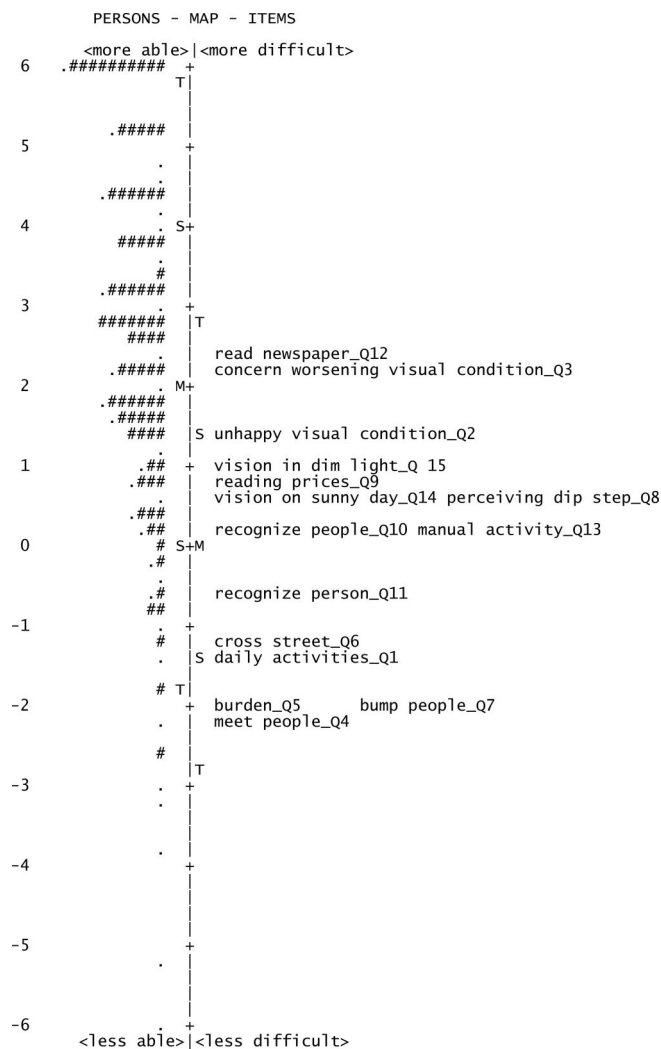 PERSONS - MAP - ITEMS
<more able>|<more difficult>
6 .########## +
T|
|
|
.##### |
5 +
. |
. |
.###### |
. |
4 . S+
##### |
. |
# |
.###### |
3 . +
####### |T
#### |
. | read newspaper_Q12
.##### | concern worsening visual condition_Q3
2 . M+
.###### |
.##### |
#### |S unhappy visual condition_Q2
. |
1 .## + vision in dim light_Q 15
.### | reading prices_Q9
. | vision on sunny day_Q14 perceiving dip step_Q8
.### |
.## | recognize people_Q10 manual activity_Q13
0 # S+M
.# |
. |
.# | recognize person_Q11
## |
-1 . +
# | cross street_Q6
. |S daily activities_Q1
|
# T|
-2 + burden_Q5 bump people_Q7
. | meet people_Q4
|
# |
|T
-3 . +
. |
|
|
. |
-4 +
|
|
|
|
-5 +
. |
|
|
|
-6 . +
<less able>|<less difficult>